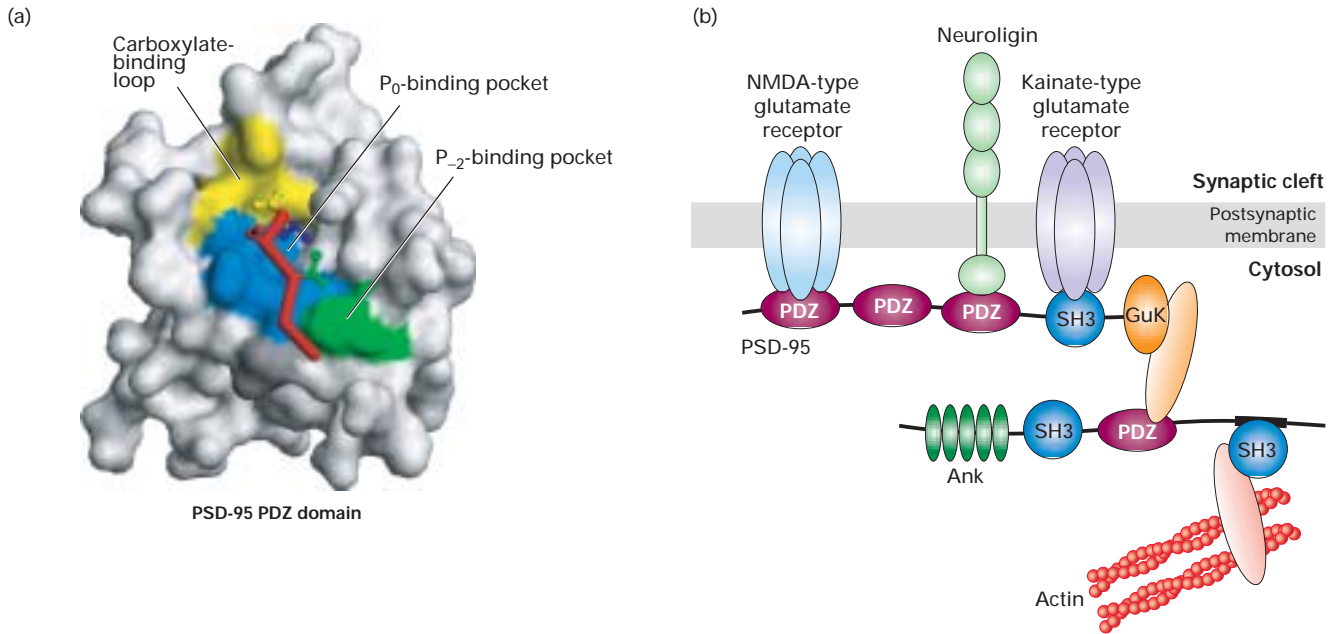 (a)
Carboxylate-
binding
loop
P₀-binding pocket
P₋₂-binding pocket
PSD-95 PDZ domain
(b)
Neuroligin
NMDA-type
glutamate
receptor
Kainate-type
glutamate
receptor
Synaptic cleft
Postsynaptic
membrane
Cytosol
PDZ
PDZ
PDZ
SH3
GuK
PSD-95
SH3
PDZ
SH3
Ank
Actin